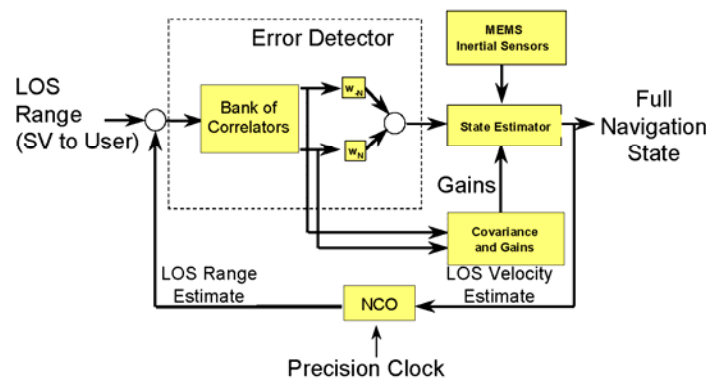 Error Detector
MEMS
Inertial Sensors
LOS
Range
(SV to User)
Bank of
Correlators
w-N
wN
State Estimator
Full
Navigation
State
Gains
Covariance
and Gains
LOS Range
Estimate
LOS Velocity
Estimate
NCO
Precision Clock